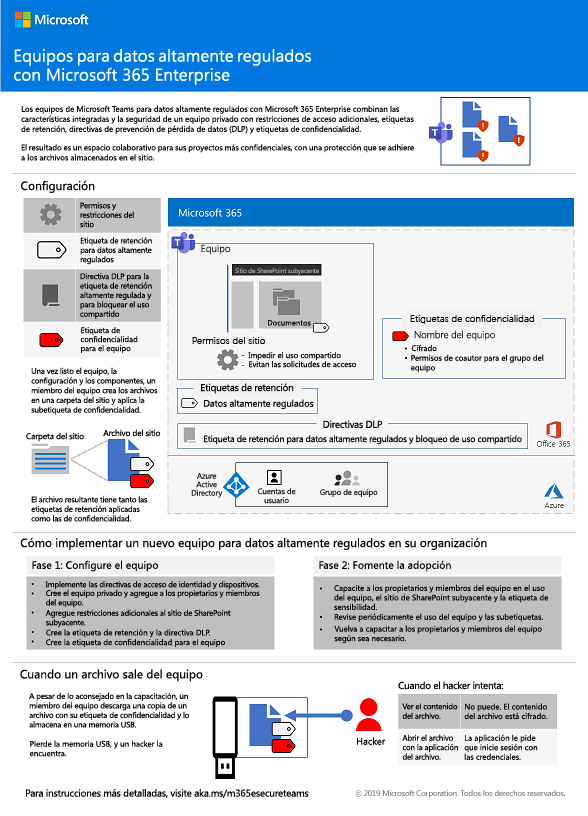 Microsoft
Equipos para datos altamente regulados
con Microsoft 365 Enterprise
Los equipos de Microsoft Teams para datos altamente regulados con Microsoft 365 Enterprise combinan las
características integradas y la seguridad de un equipo privado con restricciones de acceso adicionales, etiquetas
de retención, directivas de prevención de pérdida de datos (DLP) y etiquetas de confidencialidad.
El resultado es un espacio colaborativo para sus proyectos más confidenciales, con una protección que se adhiere
a los archivos almacenados en el sitio.
Configuración
Permisos y
restricciones del
sitio
Etiqueta de retención
para datos altamente
regulados
Directiva DLP para la
etiqueta de retención
altamente regulada y
para bloquear el uso
compartido
Etiqueta de
confidencialidad
para el equipo
Una vez listo el equipo, la
configuración y los componentes, un
miembro del equipo crea los archivos
en una carpeta del sitio y aplica la
subetiqueta de confidencialidad.
Carpeta del sitio
Archivo del sitio
El archivo resultante tiene tanto las
etiquetas de retención aplicadas
como las de confidencialidad.
Microsoft 365
Equipo
Sitio de SharePoint subyacente
Documentos
Permisos del sitio
- Impedir el uso compartido
- Evitan las solicitudes de acceso
Etiquetas de confidencialidad
Nombre del equipo
• Cifrado
• Permisos de coautor para el grupo del
equipo
Etiquetas de retención
Datos altamente regulados
Directivas DLP
Etiqueta de retención para datos altamente regulados y bloqueo de uso compartido
Office 365
Azure
Active
Directory
Cuentas de
usuario
Grupo de equipo
Azure
Cómo implementar un nuevo equipo para datos altamente regulados en su organización
Fase 1: Configure el equipo
• Implemente las directivas de acceso de identidad y dispositivos.
• Cree el equipo privado y agregue a los propietarios y miembros
del equipo.
• Agregue restricciones adicionales al sitio de SharePoint
subyacente.
• Cree la etiqueta de retención y la directiva DLP.
• Cree la etiqueta de confidencialidad para el equipo
Fase 2: Fomente la adopción
• Capacite a los propietarios y miembros del equipo en el uso
del equipo, el sitio de SharePoint subyacente y la etiqueta de
sensibilidad.
• Revise periódicamente el uso del equipo y las subetiquetas.
• Vuelva a capacitar a los propietarios y miembros del equipo
según sea necesario.
Cuando un archivo sale del equipo
A pesar de lo aconsejado en la capacitación, un
miembro del equipo descarga una copia de un
archivo con su etiqueta de confidencialidad y lo
almacena en una memoria USB.
Pierde la memoria USB, y un hacker la
encuentra.
Hacker
Cuando el hacker intenta:
Ver el contenido
del archivo.
No puede. El contenido
del archivo está cifrado.
Abrir el archivo
con la aplicación
del archivo.
La aplicación le pide
que inicie sesión con
las credenciales.
Para instrucciones más detalladas, visite aka.ms/m365esecureteams
© 2019 Microsoft Corporation. Todos los derechos reservados.